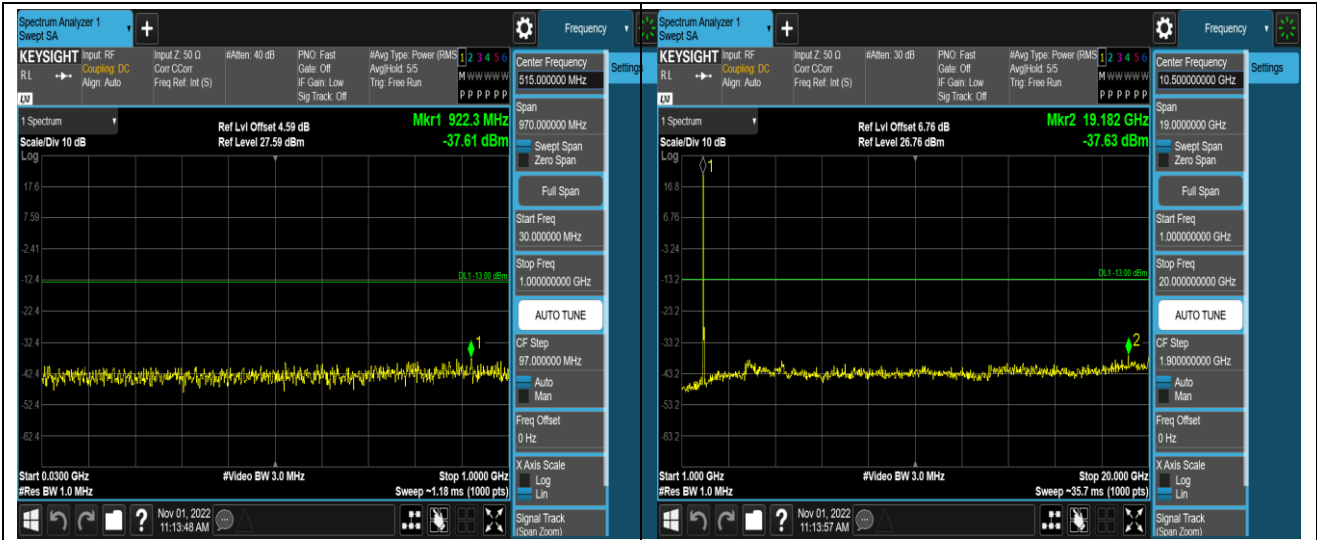 Spectrum Analyzer 1
Swept SA
Frequency
KEYSIGHT
R L
LXI
Input: RF
Coupling: DC
Align: Auto
Input Z: 50 Ω
Corr CCorr
Freq Ref: Int (S)
#Atten: 40 dB
PNO: Fast
Gate: Off
IF Gain: Low
Sig Track: Off
#Avg Type: Power (RMS
Avg|Hold: 5/5
Trig: Free Run
1 2 3 4 5 6
M W W W W W
P P P P P P
Center Frequency
515.000000 MHz
Settings
Span
970.000000 MHz
Swept Span
Zero Span
Full Span
Start Freq
30.000000 MHz
Stop Freq
1.000000000 GHz
AUTO TUNE
CF Step
97.000000 MHz
Auto
Man
Freq Offset
0 Hz
X Axis Scale
Log
Lin
Signal Track
(Span Zoom)
1 Spectrum
Scale/Div 10 dB
Log
Ref Lvl Offset 4.59 dB
Ref Level 27.59 dBm
Mkr1 922.3 MHz
-37.61 dBm
17.6
7.59
-2.41
-12.4
-22.4
-32.4
-42.4
-52.4
-62.4
DL1 -13.00 dBm
1
Start 0.0300 GHz
#Res BW 1.0 MHz
#Video BW 3.0 MHz
Stop 1.0000 GHz
Sweep ~1.18 ms (1000 pts)
Nov 01, 2022
11:13:48 AM
Spectrum Analyzer 1
Swept SA
Frequency
KEYSIGHT
R L
LXI
Input: RF
Coupling: DC
Align: Auto
Input Z: 50 Ω
Corr CCorr
Freq Ref: Int (S)
#Atten: 30 dB
PNO: Fast
Gate: Off
IF Gain: Low
Sig Track: Off
#Avg Type: Power (RMS
Avg|Hold: 5/5
Trig: Free Run
1 2 3 4 5 6
M W W W W W
P P P P P P
Center Frequency
10.500000000 GHz
Settings
Span
19.0000000 GHz
Swept Span
Zero Span
Full Span
Start Freq
1.000000000 GHz
Stop Freq
20.000000000 GHz
AUTO TUNE
CF Step
1.900000000 GHz
Auto
Man
Freq Offset
0 Hz
X Axis Scale
Log
Lin
Signal Track
(Span Zoom)
1 Spectrum
Scale/Div 10 dB
Log
Ref Lvl Offset 6.76 dB
Ref Level 26.76 dBm
Mkr2 19.182 GHz
-37.63 dBm
1
16.8
6.76
-3.24
-13.2
-23.2
-33.2
-43.2
-53.2
-63.2
DL1 -13.00 dBm
2
Start 1.000 GHz
#Res BW 1.0 MHz
#Video BW 3.0 MHz
Stop 20.000 GHz
Sweep ~35.7 ms (1000 pts)
Nov 01, 2022
11:13:57 AM